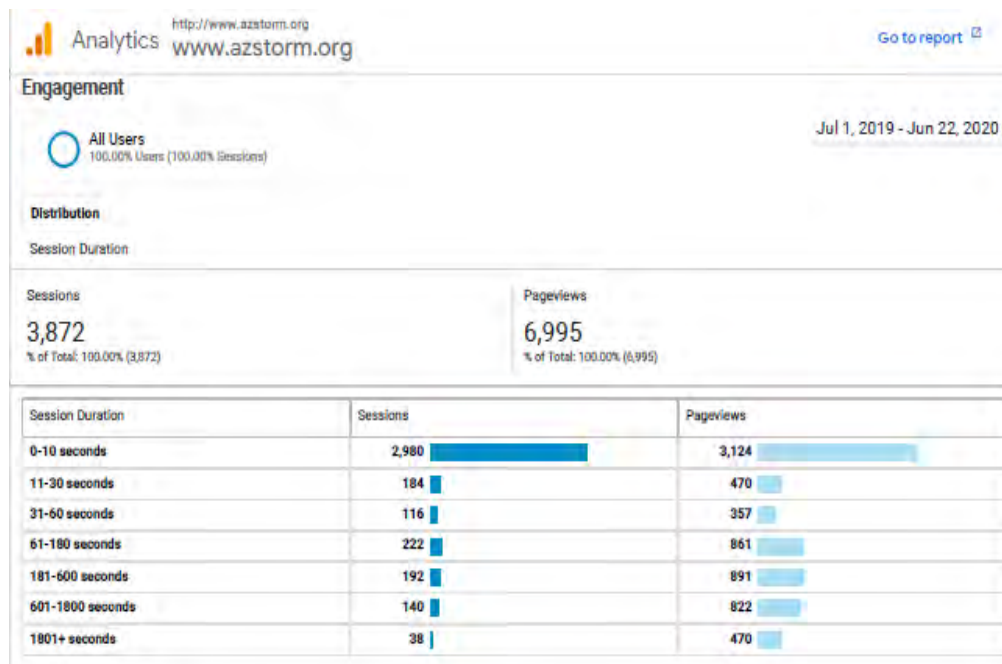 http://www.azstorm.org
Analytics www.azstorm.org
Go to report
Engagement
All Users
100.00% Users (100.00% Sessions)
Jul 1, 2019 - Jun 22, 2020
Distribution
Session Duration
Sessions Pageviews
3,872 6,995
% of Total: 100.00% (3,872) % of Total: 100.00% (6,995)
Session Duration Sessions Pageviews
0-10 seconds 2,980 3,124
11-30 seconds 184 470
31-60 seconds 116 357
61-180 seconds 222 861
181-600 seconds 192 891
601-1800 seconds 140 822
1801+ seconds 38 470